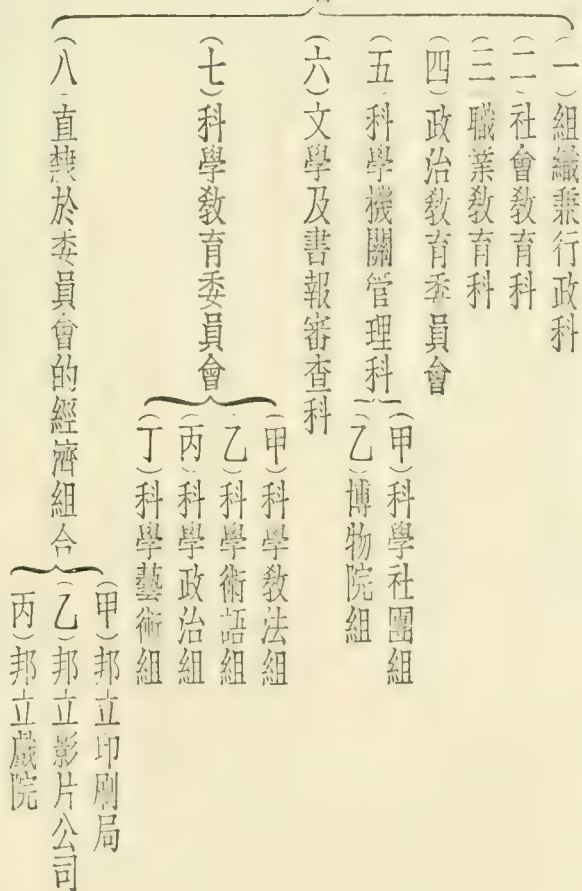 （一）組織兼行政科
（二）社會教育科
（三）職業教育科
（四）政治教育委員會
（五）科學機關管理科
（甲）科學社團組
（乙）博物院組
（六）文學及書報審查科
（七）科學教育委員會
（甲）科學教法組
（乙）科學術語組
（丙）科學政治組
（丁）科學藝術組
（八）直隸於委員會的經濟組合
（甲）邦立印刷局
（乙）邦立影片公司
（丙）邦立戲院